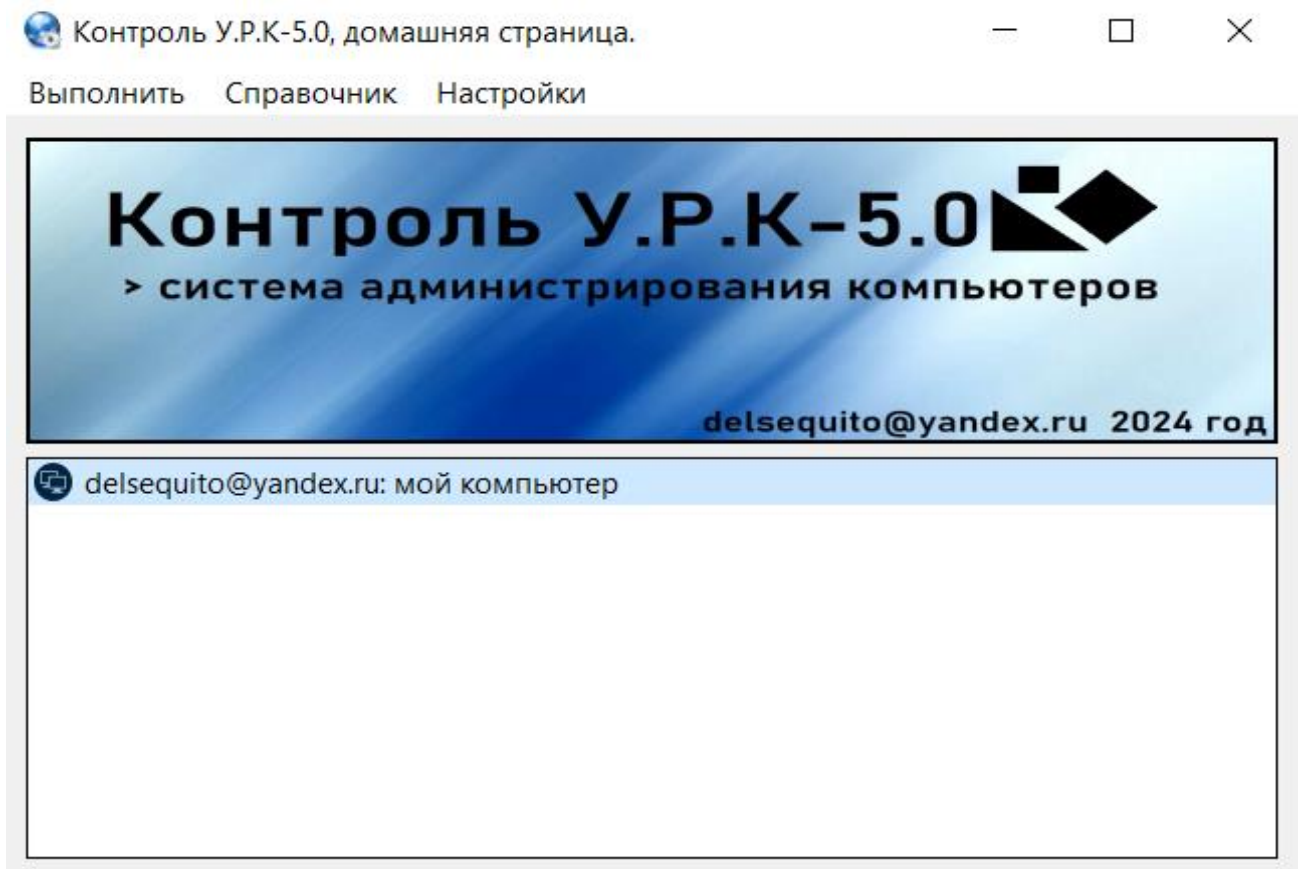 Контроль У.Р.К-5.0, домашняя страница.
Выполнить Справочник Настройки
Контроль У.Р.К-5.0
> система администрирования компьютеров
delsequito@yandex.ru 2024 год
delsequito@yandex.ru: мой компьютер